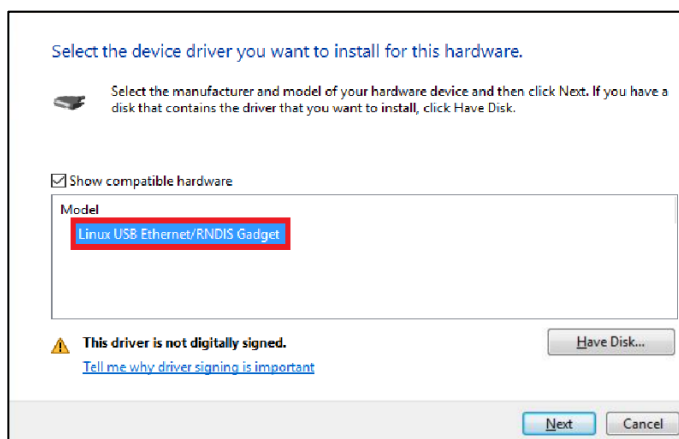 Select the device driver you want to install for this hardware.
Select the manufacturer and model of your hardware device and then click Next. If you have a
disk that contains the driver that you want to install, click Have Disk.
Show compatible hardware
Model
Linux USB Ethernet/RNDIS Gadget
This driver is not digitally signed.
Have Disk...
Tell me why driver signing is important
Next
Cancel